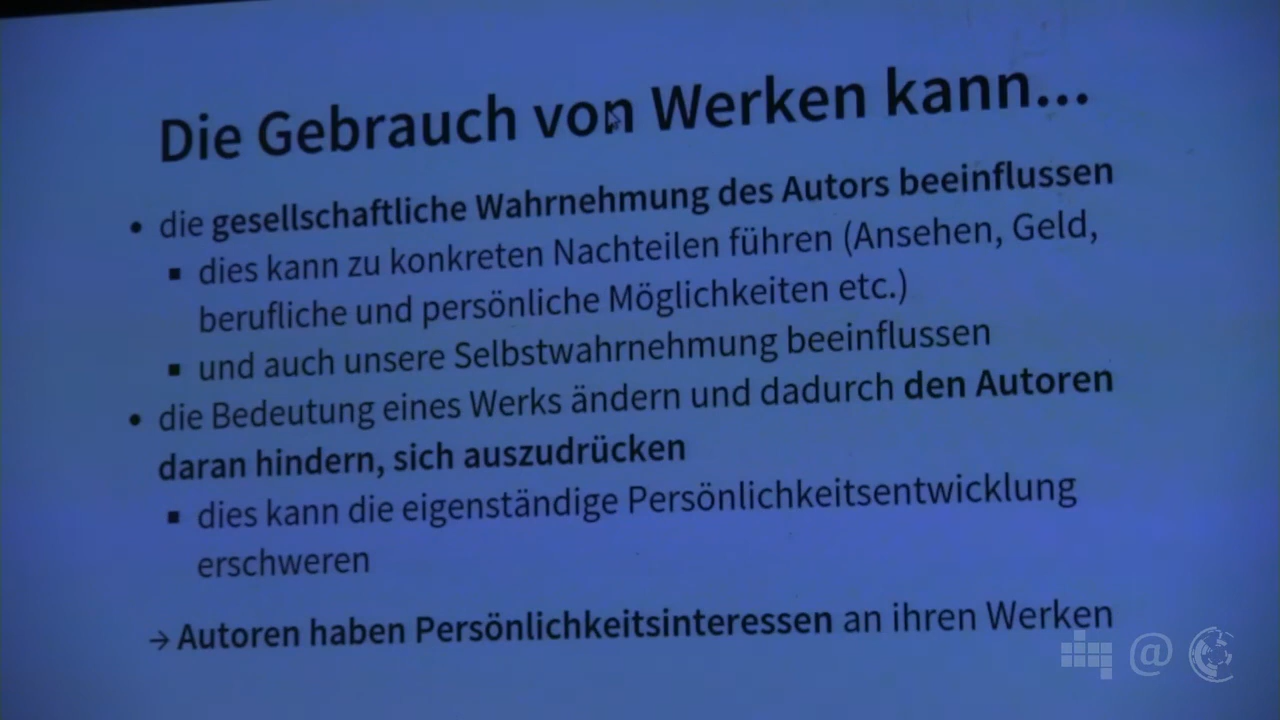 Die Gebrauch von Werken kann...
• die gesellschaftliche Wahrnehmung des Autors beeinflussen
▪ dies kann zu konkreten Nachteilen führen (Ansehen, Geld,
berufliche und persönliche Möglichkeiten etc.)
▪ und auch unsere Selbstwahrnehmung beeinflussen
• die Bedeutung eines Werks ändern und dadurch den Autoren
daran hindern, sich auszudrücken
▪ dies kann die eigenständige Persönlichkeitsentwicklung
erschweren
→ Autoren haben Persönlichkeitsinteressen an ihren Werken
@